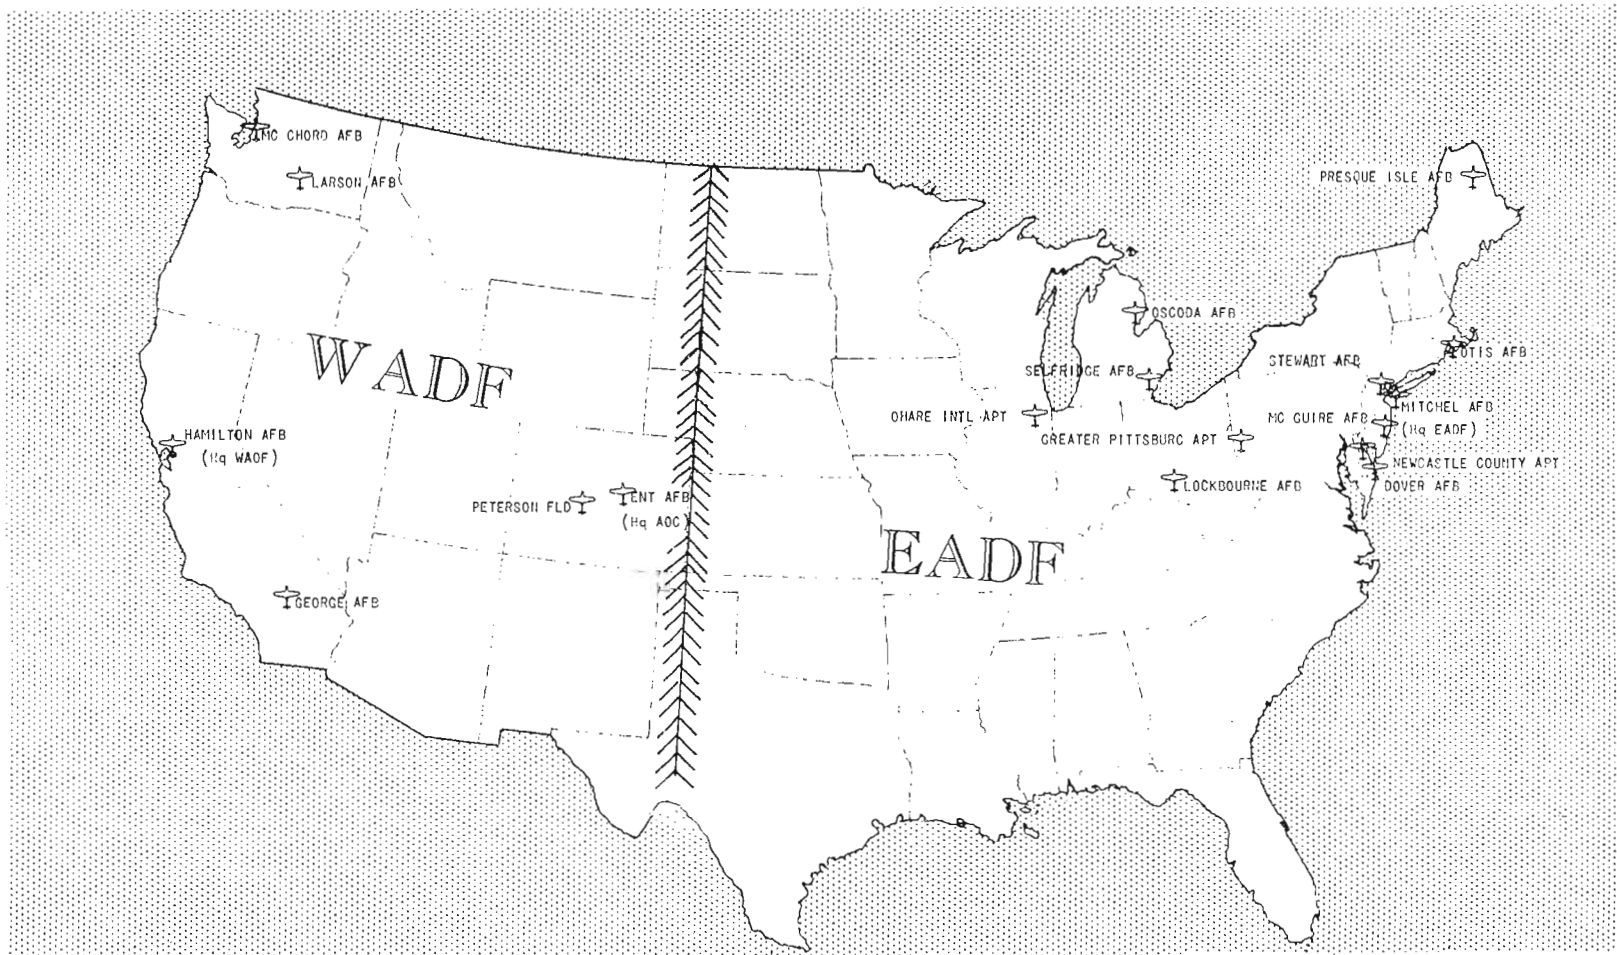 MC CHORD AFB
LARSON AFB
PRESQUE ISLE AFB
OSCODA AFB
WADF
STEWART AFB
OTIS AFB
SELFRIDGE AFB
OHARE INTL APT
MC GUIRE AFB
MITCHEL AFB
(Hq EADF)
HAMILTON AFB
(Hq WADF)
GREATER PITTSBURG APT
NEWCASTLE COUNTY APT
LOCKBOURNE AFB
DOVER AFB
PETERSON FLD
ENT AFB
(Hq ADC)
EADF
GEORGE AFB